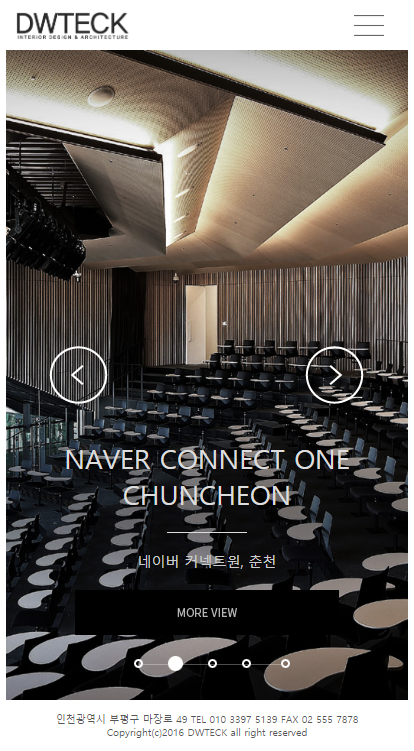 DWTECK
INTERIOR DESIGN & ARCHITECTURE
NAVER CONNECT ONE
CHUNCHEON
네이버 커넥트원, 춘천
MORE VIEW
인천광역시 부평구 마장로 49 TEL 010 3397 5139 FAX 02 555 7878
Copyright(c)2016 DWTECK all right reserved